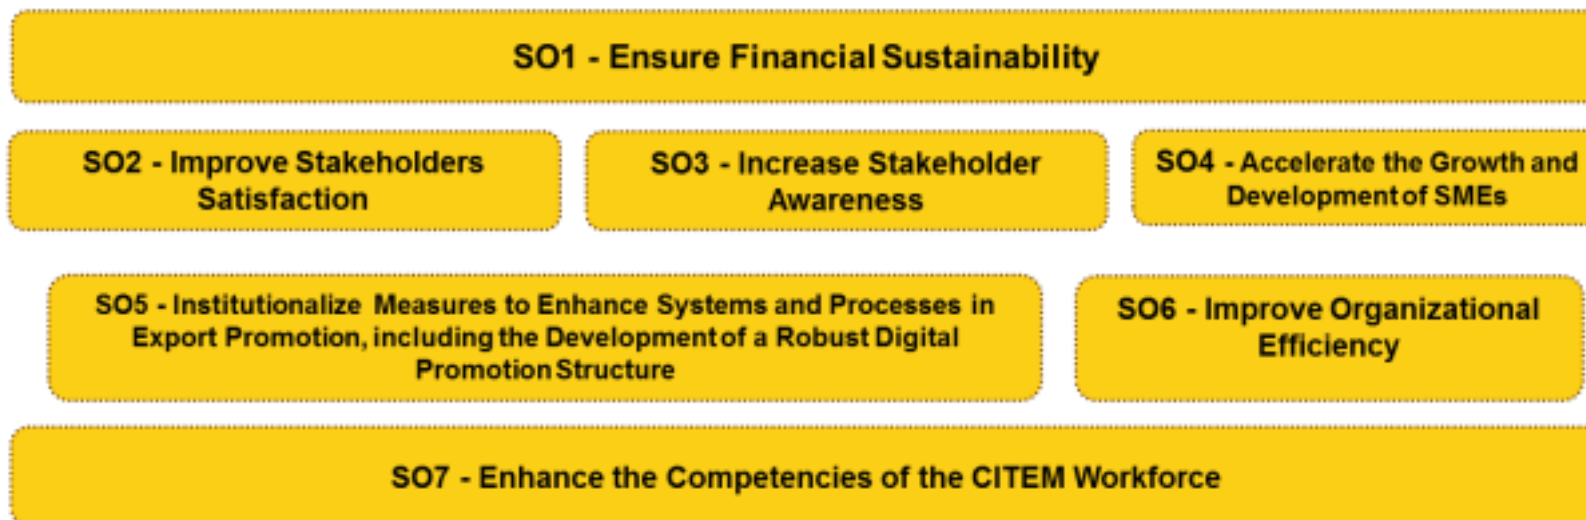 SO1 - Ensure Financial Sustainability
SO2 - Improve Stakeholders
Satisfaction
SO3 - Increase Stakeholder
Awareness
SO4 - Accelerate the Growth and
Development of SMEs
SO5 - Institutionalize Measures to Enhance Systems and Processes in
Export Promotion, including the Development of a Robust Digital
Promotion Structure
SO6 - Improve Organizational
Efficiency
SO7 - Enhance the Competencies of the CITEM Workforce